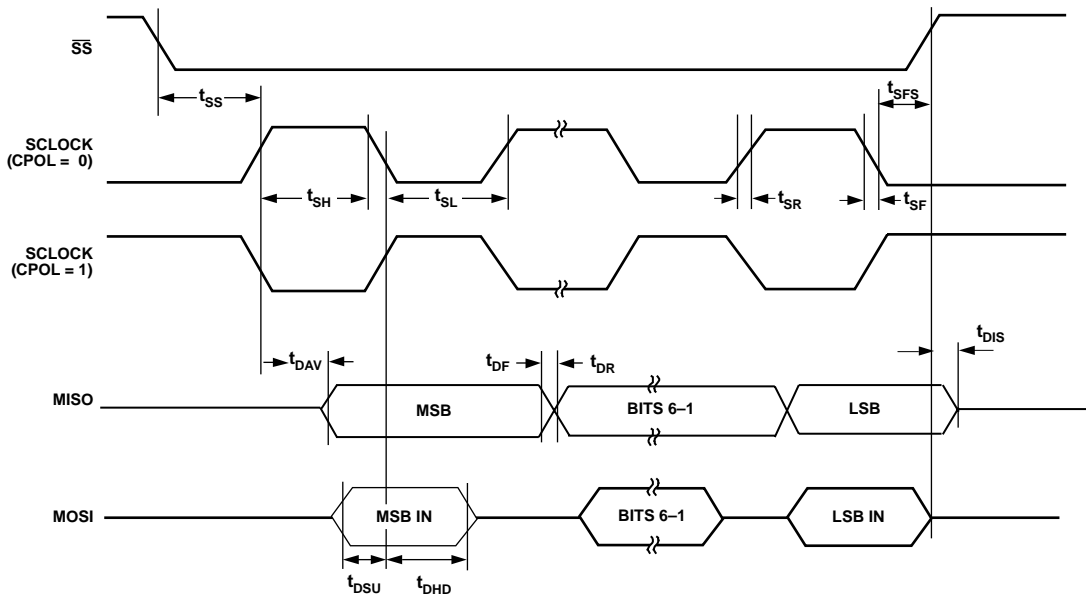 SS
tSS
tSFS
SCLOCK
(CPOL = 0)
tSH
tSL
tSR
tSF
SCLOCK
(CPOL = 1)
tDAV
tDF
tDR
tDIS
MISO
MSB
BITS 6–1
LSB
MOSI
MSB IN
BITS 6–1
LSB IN
tDSU
tDHD